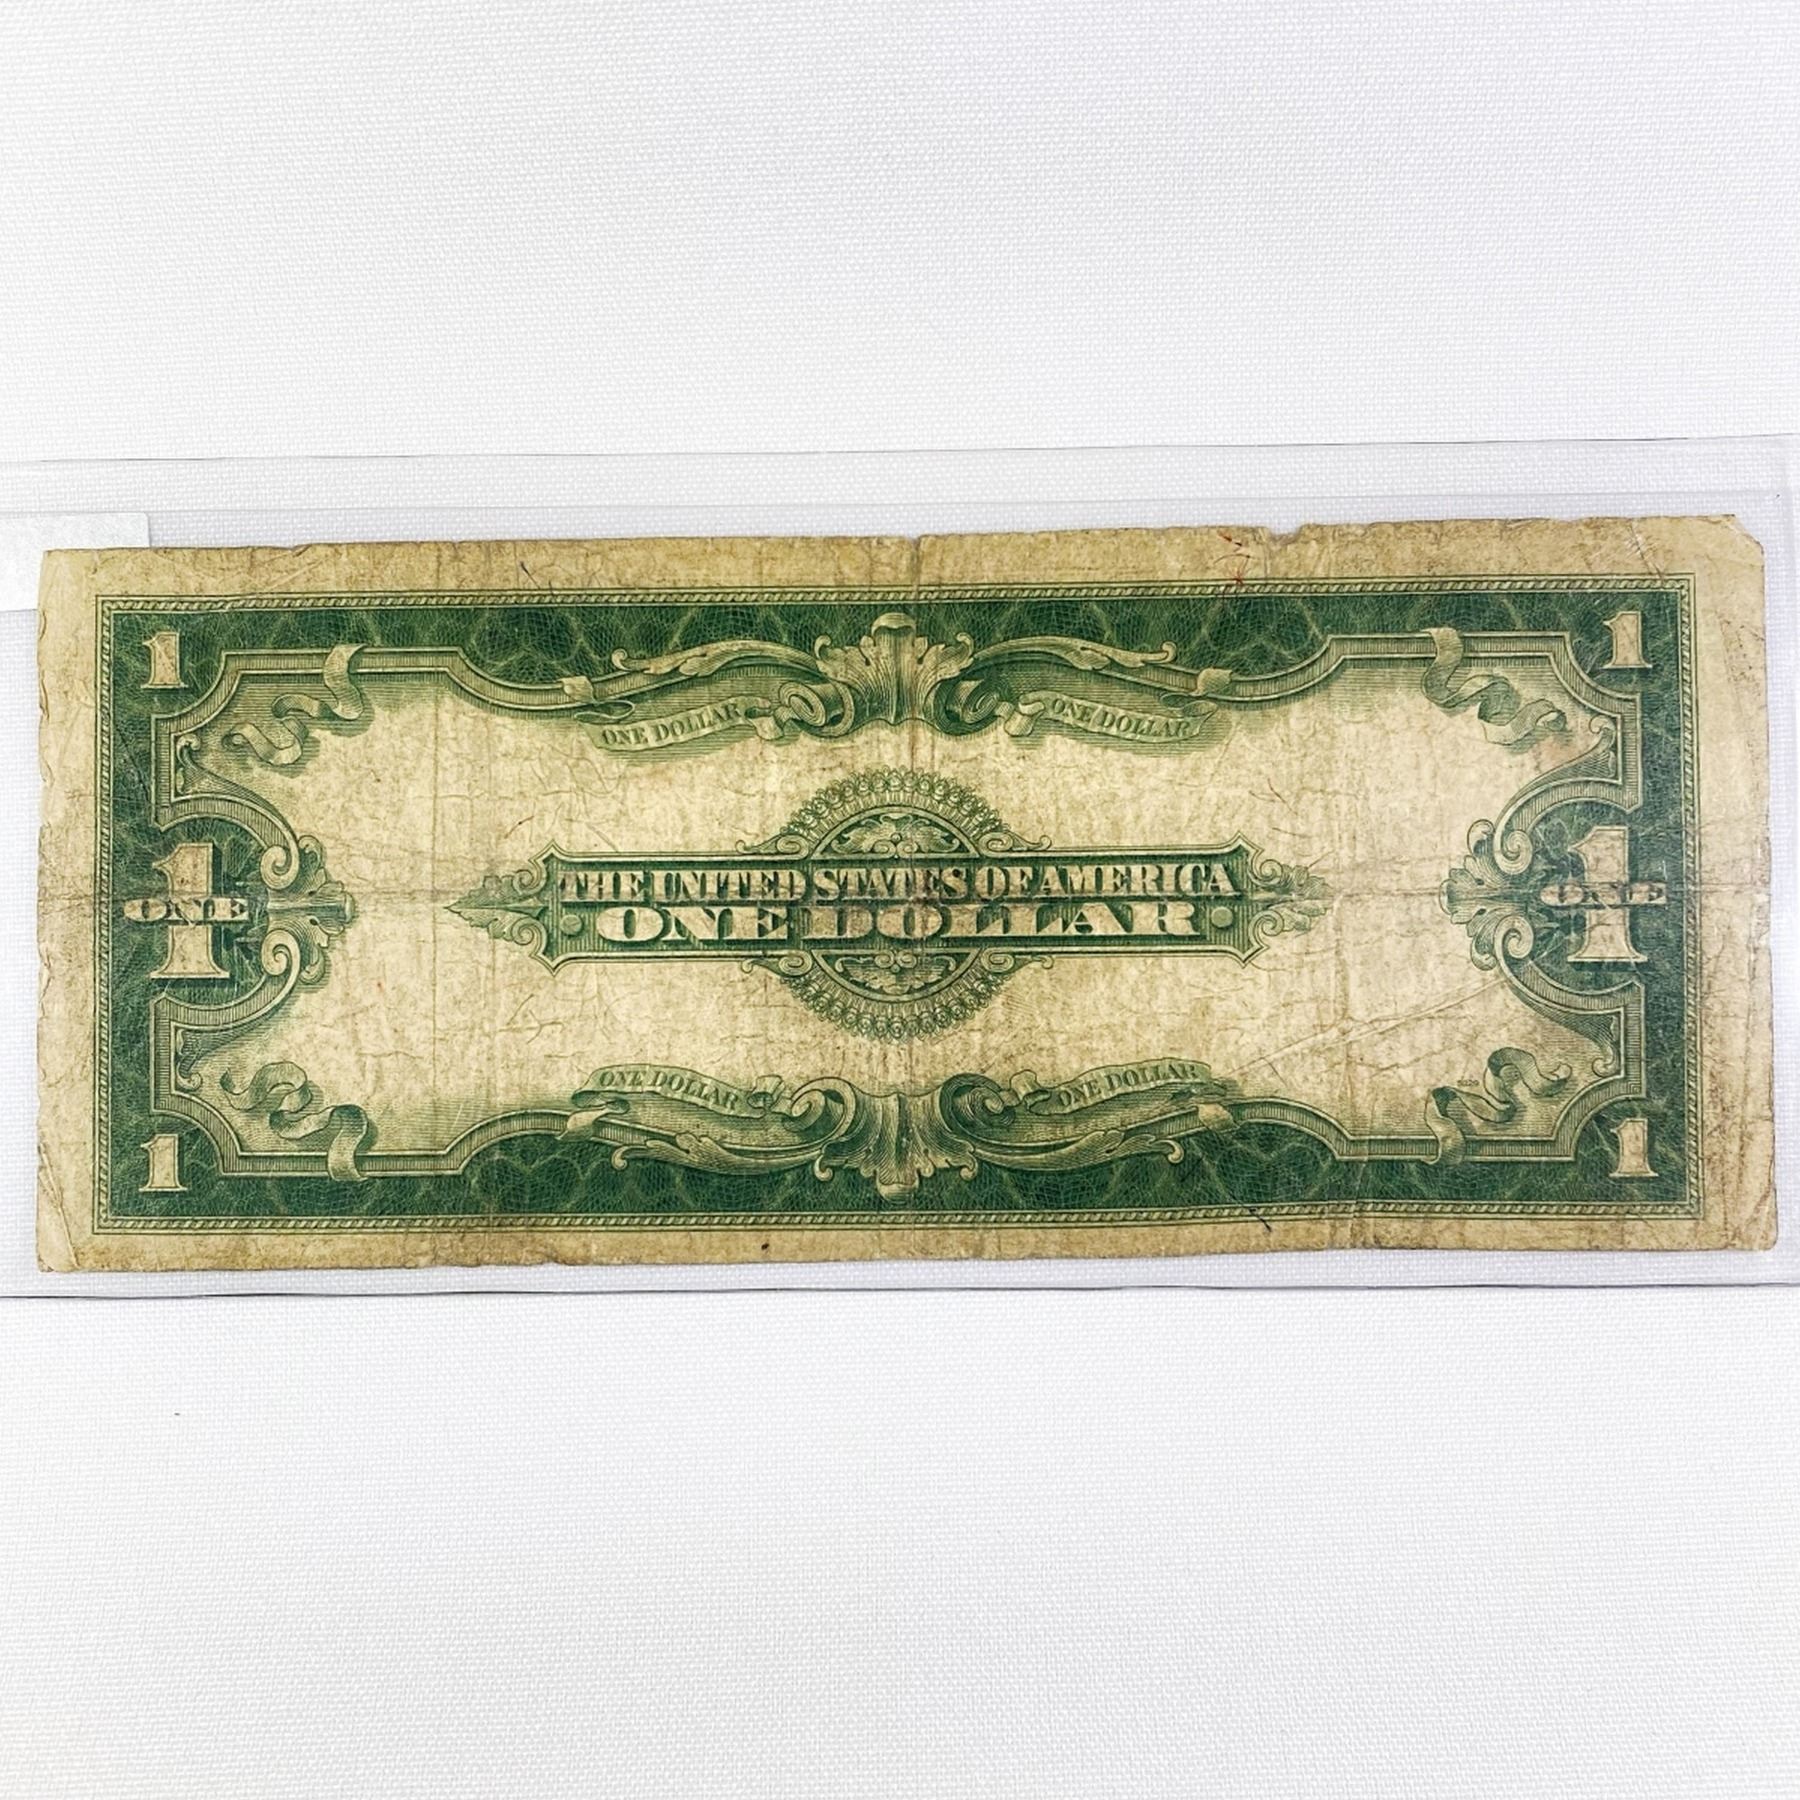 1 1
ONE DOLLAR ONE DOLLAR
THE UNITED STATES OF AMERICA
1 ONE ONE DOLLAR 1 ONE
ONE DOLLAR ONE DOLLAR
1 1